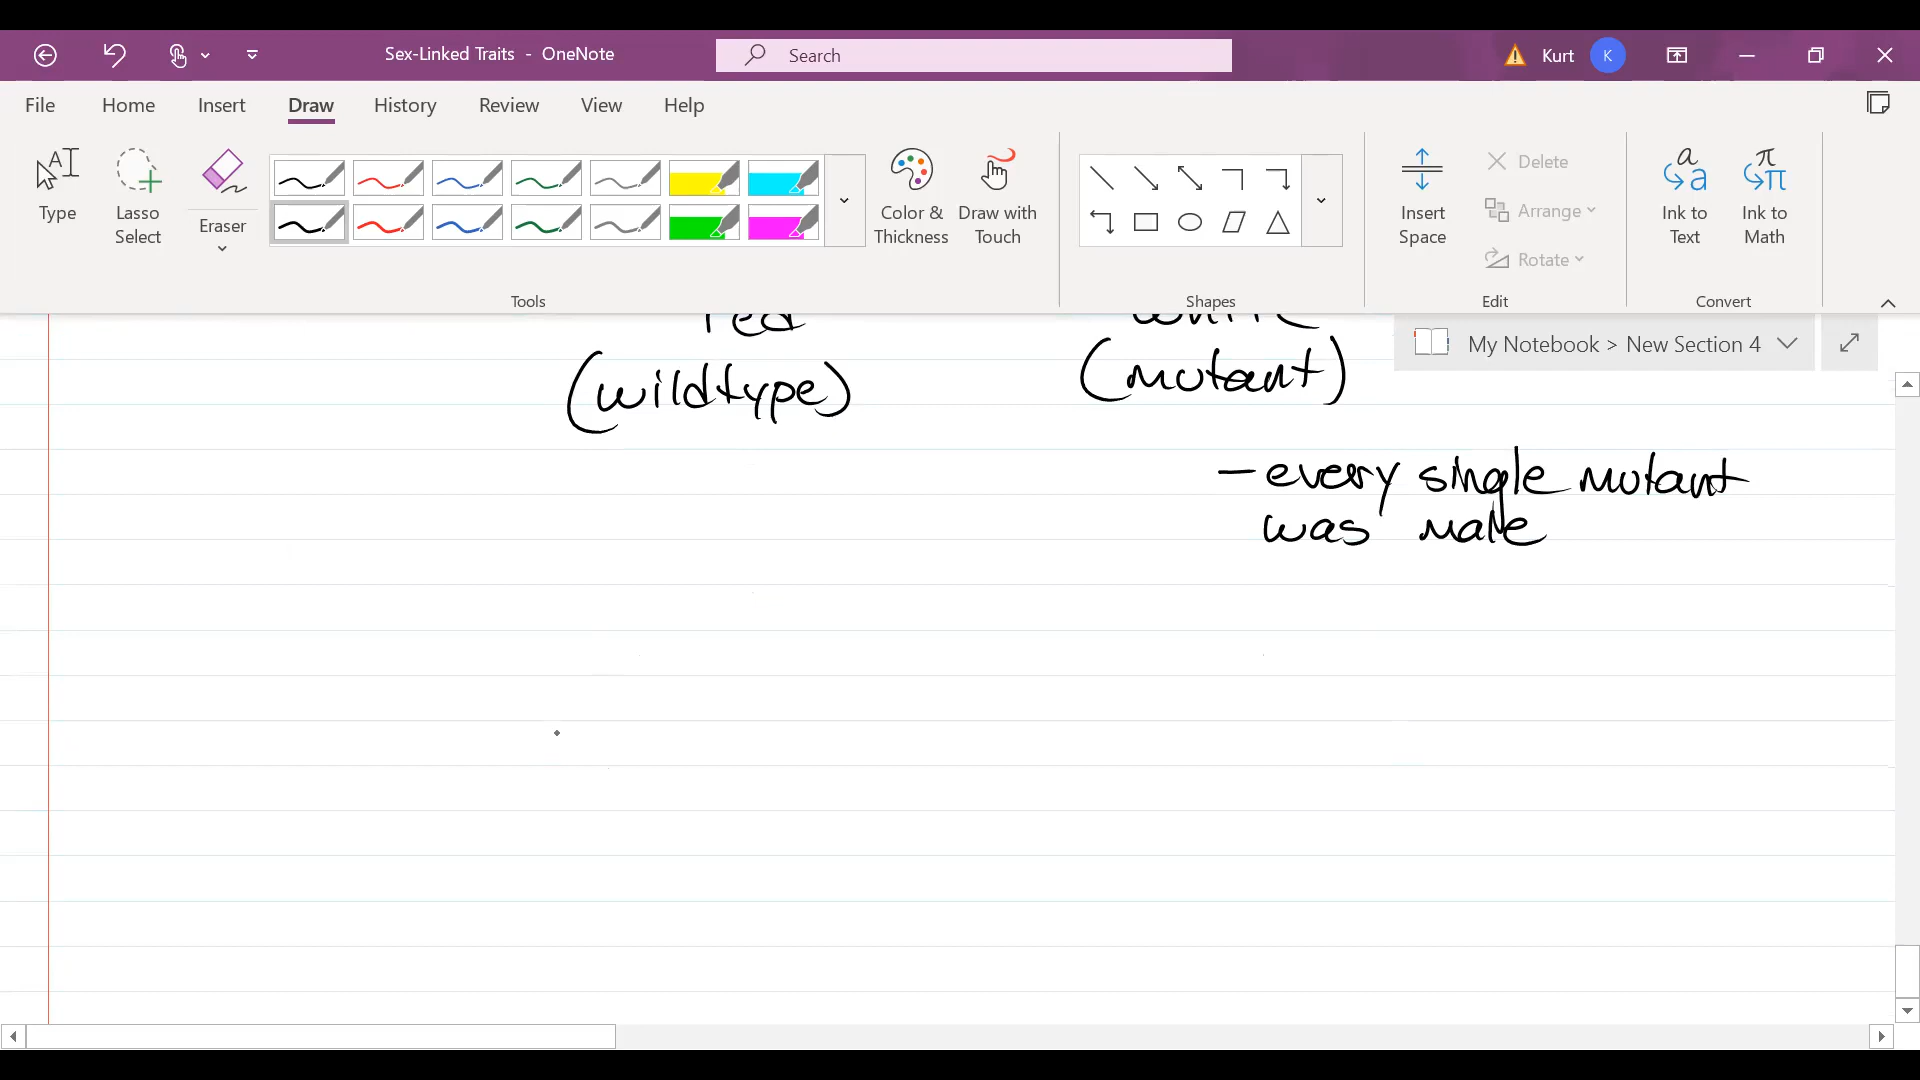 Sex-Linked Traits - OneNote
Search
Kurt
K
File Home Insert Draw History Review View Help
Type
Lasso Select
Eraser
Color & Thickness
Draw with Touch
Insert Space
Delete
Arrange
Rotate
Ink to Text
Ink to Math
Tools
Shapes
Edit
Convert
My Notebook > New Section 4
red
white
(wildtype)
(mutant)
- every single mutant
was male